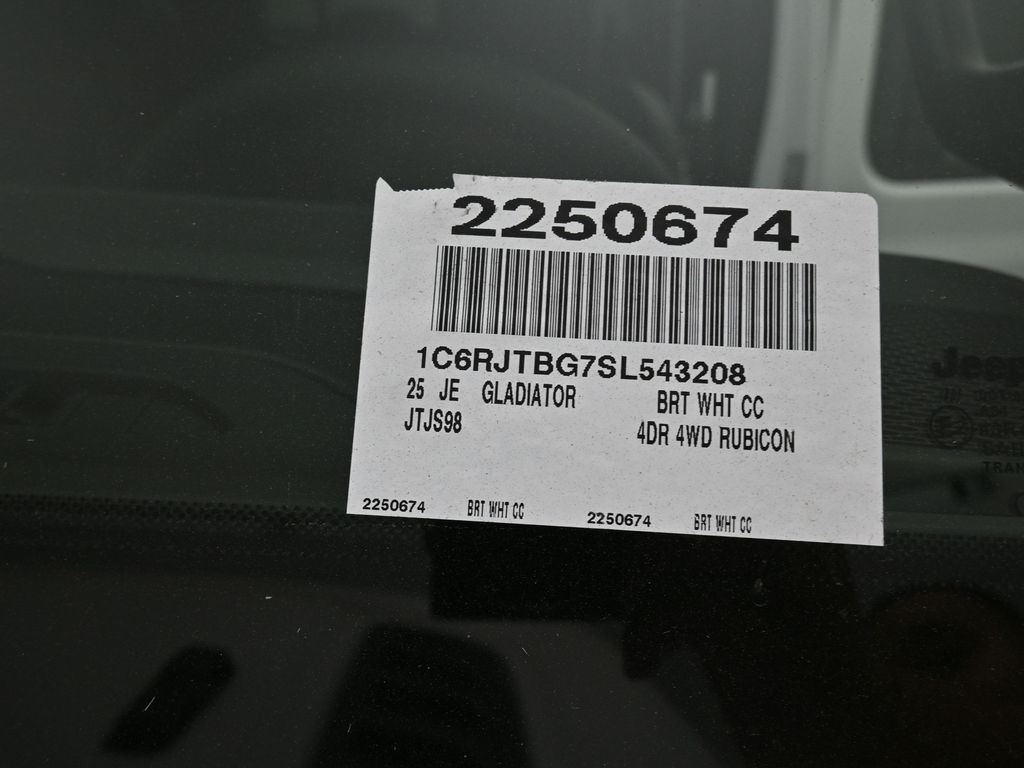 2250674
1C6RJTBG7SL543208
25 JE GLADIATOR BRT WHT CC
JTJS98 4DR 4WD RUBICON
2250674 BRT WHT CC 2250674 BRT WHT CC
Jeep